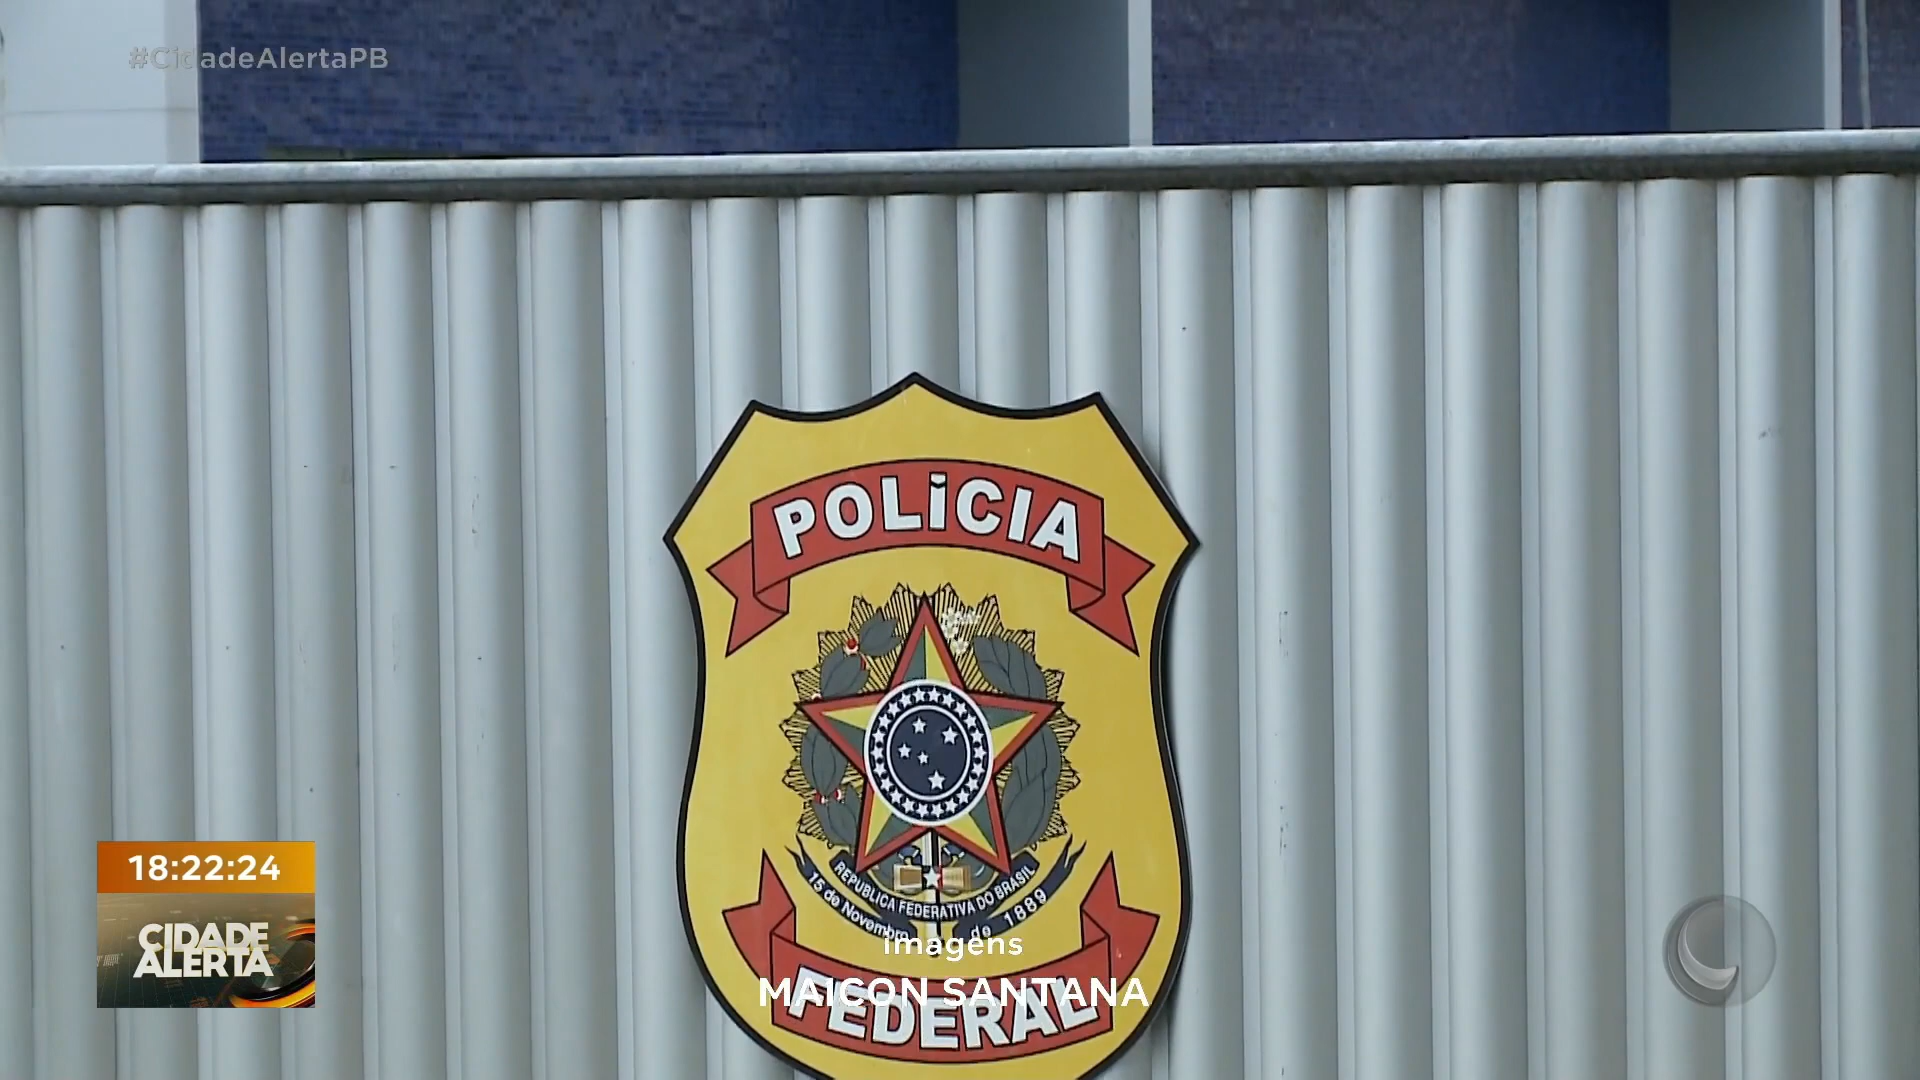 #CidadeAlertaPB
POLÍCIA
REPUBLICA FEDERATIVA DO BRASIL
15 de Novembro de 1889
imagens
MAICON SANTANA
FEDERAL
18:22:24
CIDADE
ALERTA